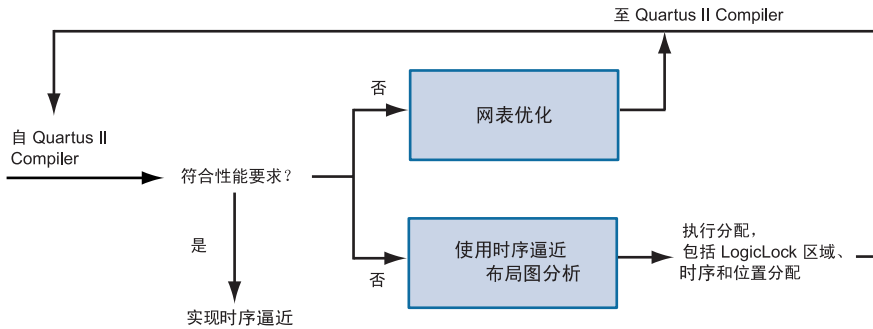 至 Quartus II Compiler
否
网表优化
自 Quartus II
Compiler
符合性能要求？
是
使用时序逼近
布局图分析
否
执行分配，
包括 LogicLock 区域、
时序和位置分配
实现时序逼近